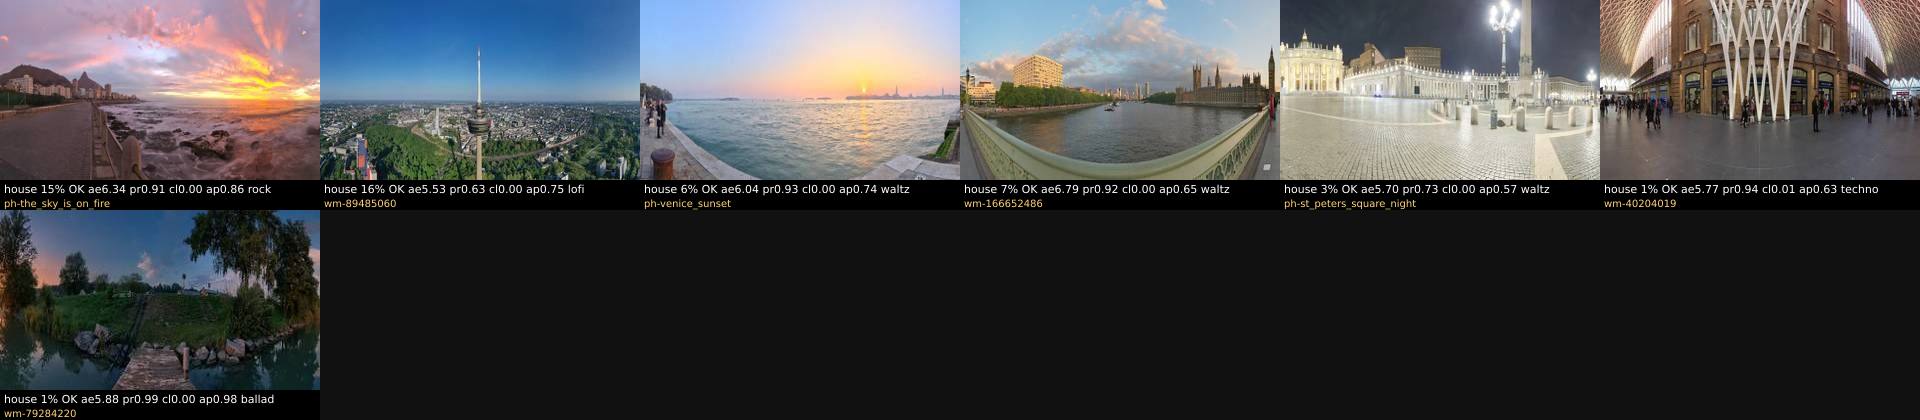 house 15% OK ae6.34 pr0.91 cl0.00 ap0.86 rock
ph-the_sky_is_on_fire
house 16% OK ae5.53 pr0.63 cl0.00 ap0.75 lofi
wm-89485060
house 6% OK ae6.04 pr0.93 cl0.00 ap0.74 waltz
ph-venice_sunset
house 7% OK ae6.79 pr0.92 cl0.00 ap0.65 waltz
wm-166652486
house 3% OK ae5.70 pr0.73 cl0.00 ap0.57 waltz
ph-st_peters_square_night
house 1% OK ae5.77 pr0.94 cl0.01 ap0.63 techno
wm-40204019
house 1% OK ae5.88 pr0.99 cl0.00 ap0.98 ballad
wm-79284220